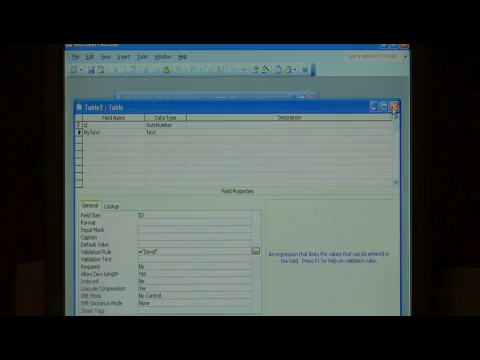 Microsoft Access
File Edit View Insert Tools Window Help
Type a question for help
Table2 : Table
Field Name Data Type Description
id AutoNumber
MyText Text
Field Properties
General Lookup
Field Size 50
Format
Input Mask
Caption
Default Value
Validation Rule ="David"
Validation Text
Required No
Allow Zero Length Yes
Indexed No
Unicode Compression Yes
IME Mode No Control
IME Sentence Mode None
Smart Tags
An expression that limits the values that can be entered
in the field. Press F1 for help on validation rules.